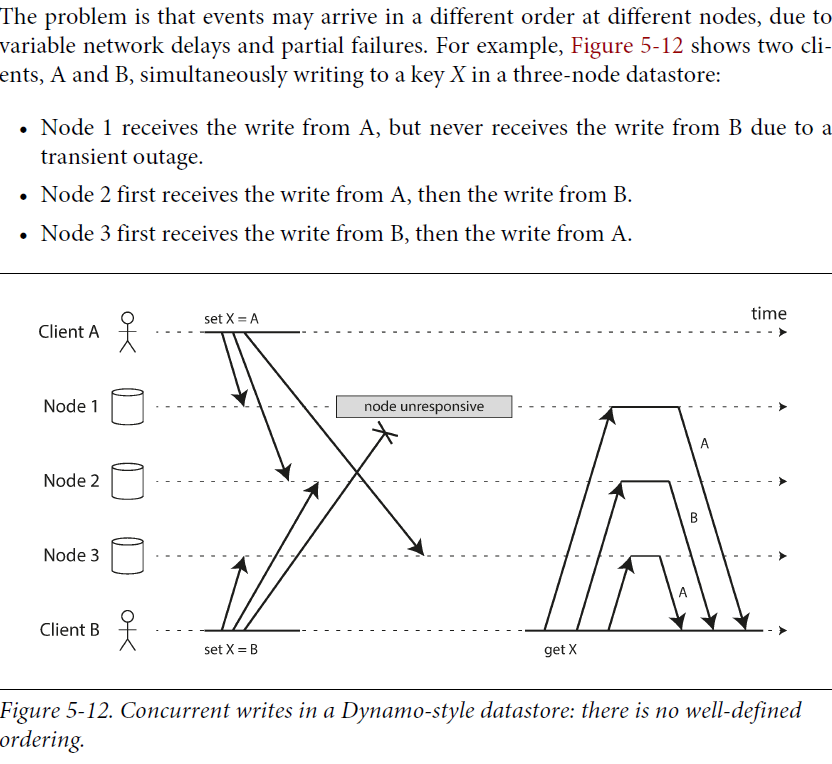 The problem is that events may arrive in a different order at different nodes, due to
variable network delays and partial failures. For example, Figure 5-12 shows two cli-
ents, A and B, simultaneously writing to a key X in a three-node datastore:
• Node 1 receives the write from A, but never receives the write from B due to a
transient outage.
• Node 2 first receives the write from A, then the write from B.
• Node 3 first receives the write from B, then the write from A.
set X = A
time
Client A
Node 1
node unresponsive
A
Node 2
B
Node 3
A
Client B
set X = B
get X
Figure 5-12. Concurrent writes in a Dynamo-style datastore: there is no well-defined
ordering.